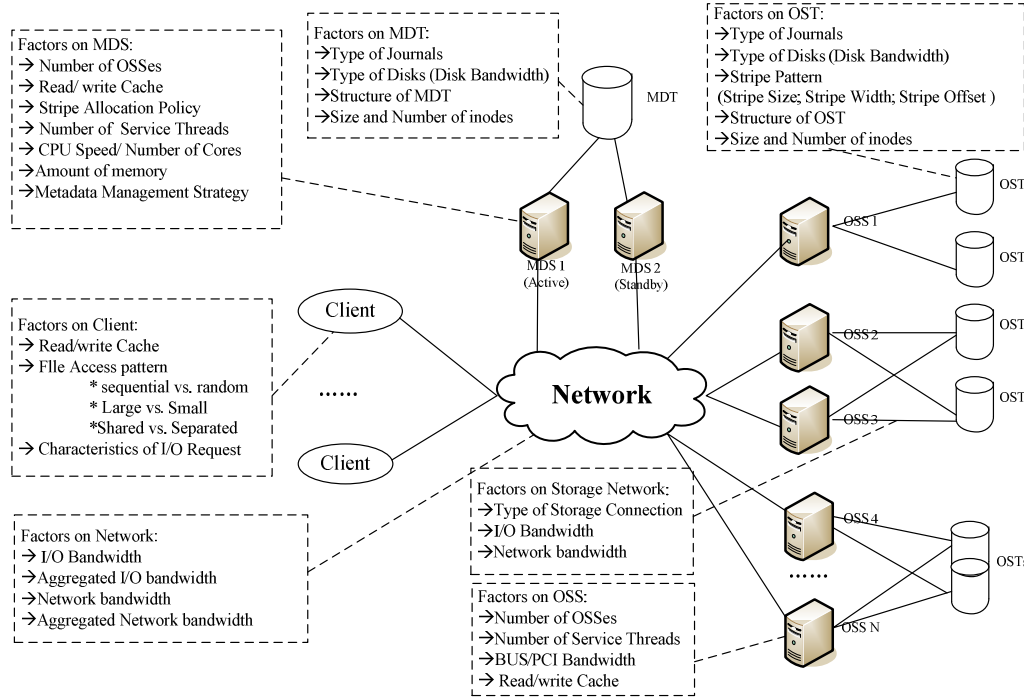 Factors on MDS:
→ Number of OSSes
→ Read/ write Cache
→ Stripe Allocation Policy
→ Number of Service Threads
→ CPU Speed/ Number of Cores
→Amount of memory
→Metadata Management Strategy
Factors on MDT:
→Type of Journals
→Type of Disks (Disk Bandwidth)
→Structure of MDT
→Size and Number of inodes
MDT
Factors on OST:
→Type of Journals
→Type of Disks (Disk Bandwidth)
→Stripe Pattern
(Stripe Size; Stripe Width; Stripe Offset )
→Structure of OST
→Size and Number of inodes
MDS 1
(Active)
MDS 2
(Standby)
OSS 1
OST
OST
Factors on Client:
→ Read/write Cache
→ FIle Access pattern
* sequential vs. random
* Large vs. Small
*Shared vs. Separated
→ Characteristics of I/O Request
Client
......
Client
Network
OSS 2
OSS 3
OST
OST
Factors on Network:
→ I/O Bandwidth
→Aggregated I/O bandwidth
→Network bandwidth
→Aggregated Network bandwidth
Factors on Storage Network:
→Type of Storage Connection
→I/O Bandwidth
→Network bandwidth
Factors on OSS:
→Number of OSSes
→Number of Service Threads
→BUS/PCI Bandwidth
→ Read/write Cache
OSS 4
......
OSS N
OSTs